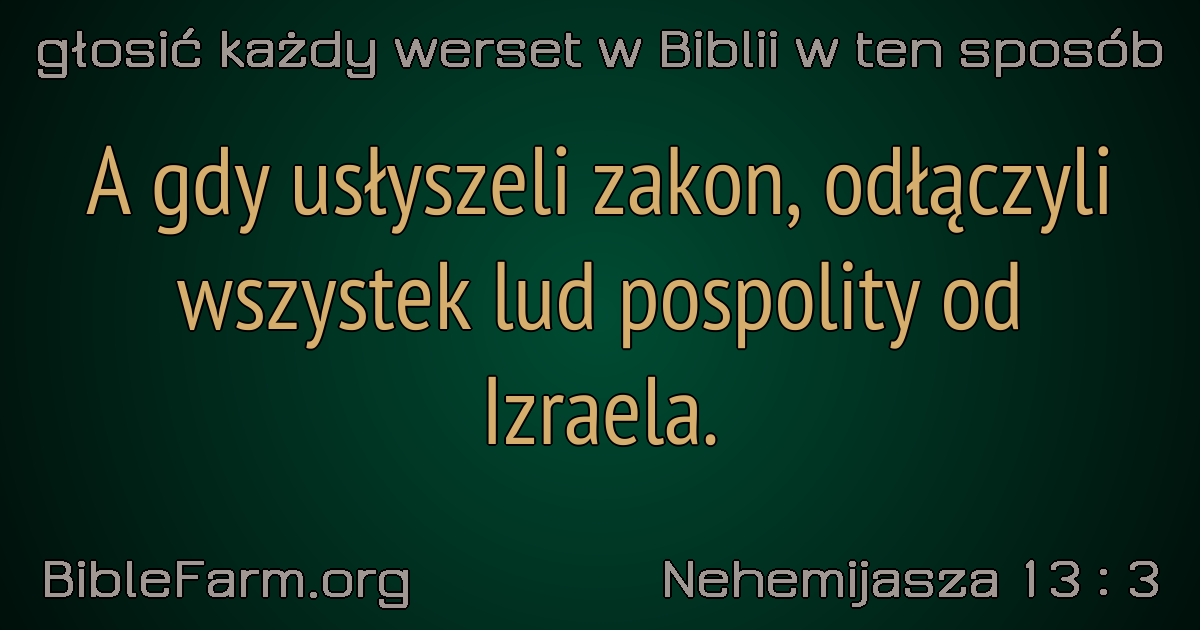 głosić każdy werset w Biblii w ten sposób
A gdy usłyszeli zakon, odłączyli
wszystek lud pospolity od
Izraela.
BibleFarm.org
Nehemijasza 13 : 3